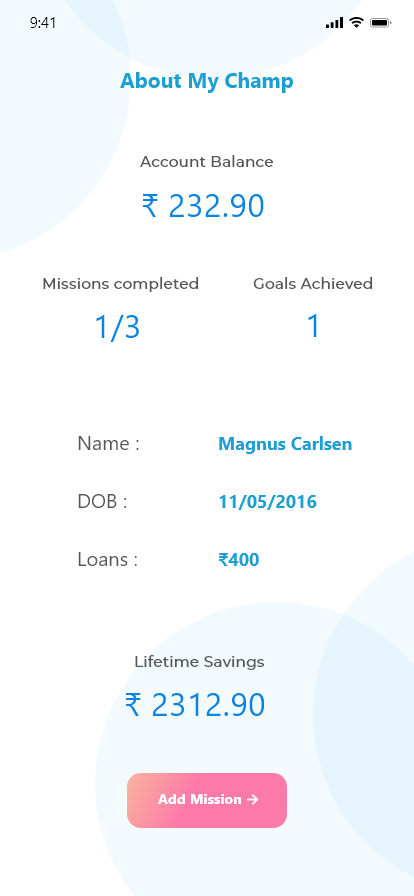 9:41
About My Champ
Account Balance
₹ 232.90
Missions completed
Goals Achieved
1/3
1
Name :
Magnus Carlsen
DOB :
11/05/2016
Loans :
₹400
Lifetime Savings
₹ 2312.90
Add Mission →